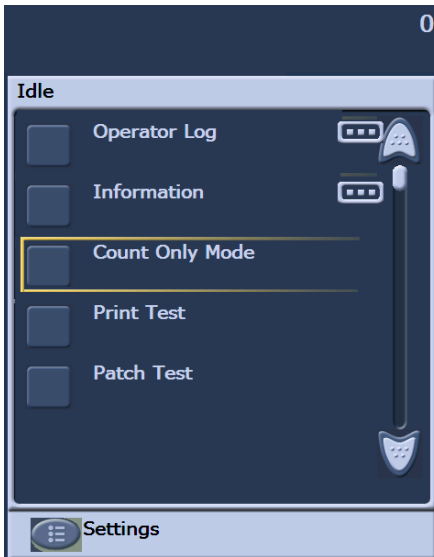 0
Idle
Operator Log
Information
Count Only Mode
Print Test
Patch Test
Settings